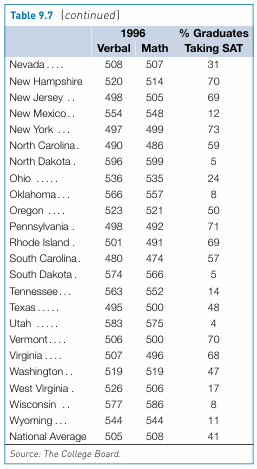 Table 9.7 (continued)
1996 % Graduates
Verbal Math Taking SAT
Nevada.... 508 507 31
New Hampshire 520 514 70
New Jersey .. 498 505 69
New Mexico.. 554 548 12
New York ... 497 499 73
North Carolina. 490 486 59
North Dakota . 596 599 5
Ohio ..... 536 535 24
Oklahoma... 566 557 8
Oregon .... 523 521 50
Pennsylvania . 498 492 71
Rhode Island . 501 491 69
South Carolina. 480 474 57
South Dakota . 574 566 5
Tennessee... 563 552 14
Texas..... 495 500 48
Utah ..... 583 575 4
Vermont.... 506 500 70
Virginia .... 507 496 68
Washington.. 519 519 47
West Virginia . 526 506 17
Wisconsin .. 577 586 8
Wyoming... 544 544 11
National Average 505 508 41
Source: The College Board.